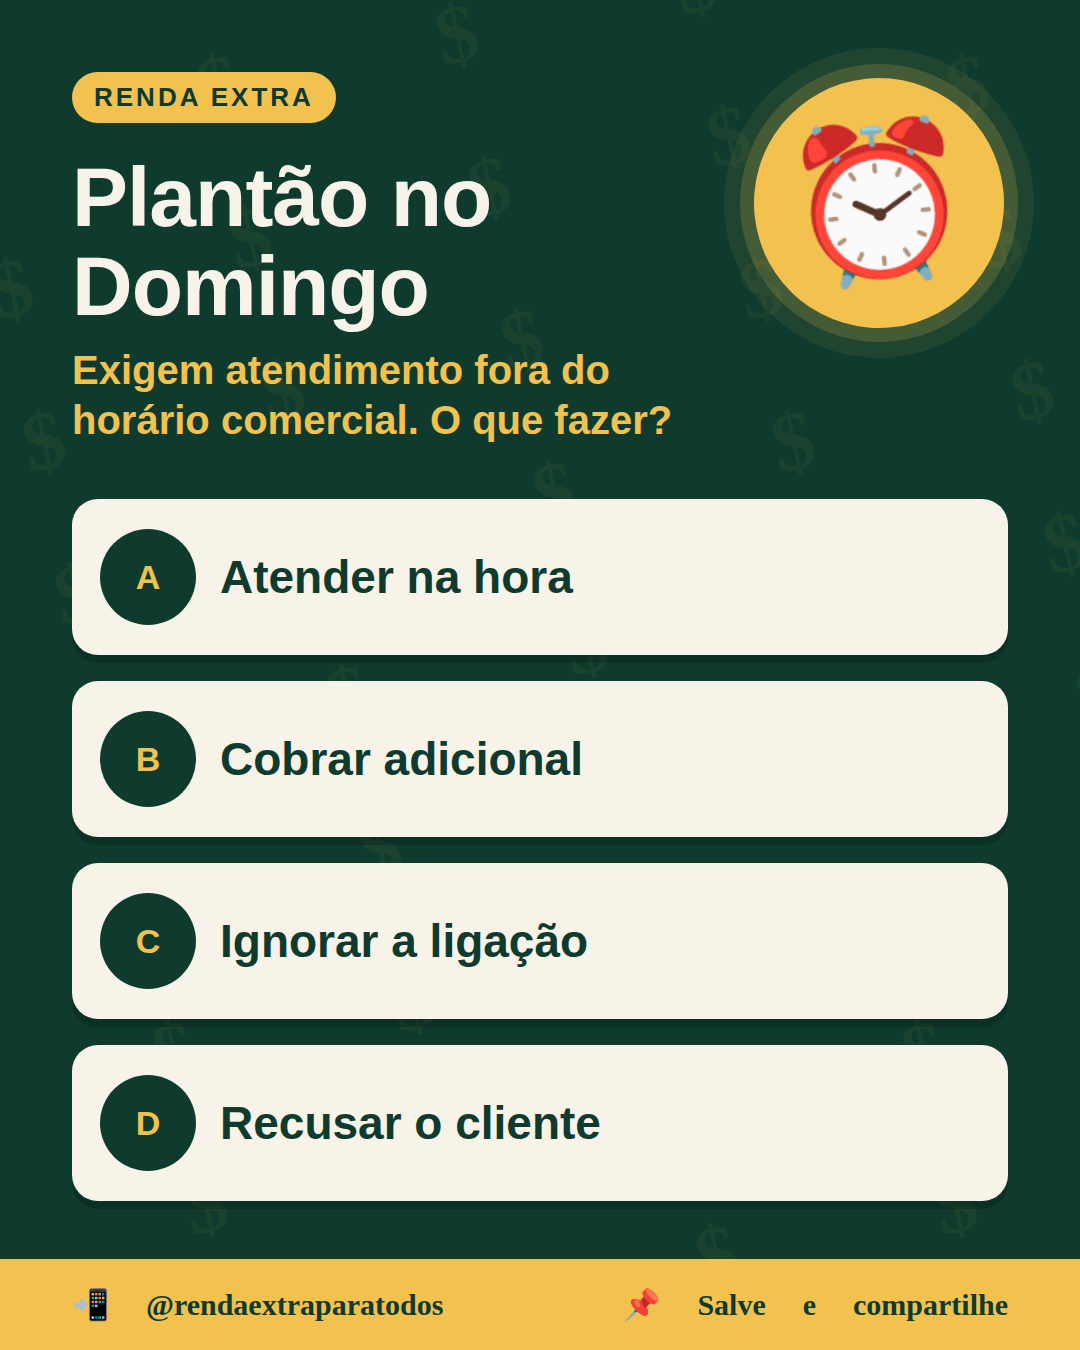 RENDA EXTRA
Plantão no
Domingo
Exigem atendimento fora do
horário comercial. O que fazer?
A Atender na hora
B Cobrar adicional
C Ignorar a ligação
D Recusar o cliente
@rendaextraparatodos
Salve e compartilhe